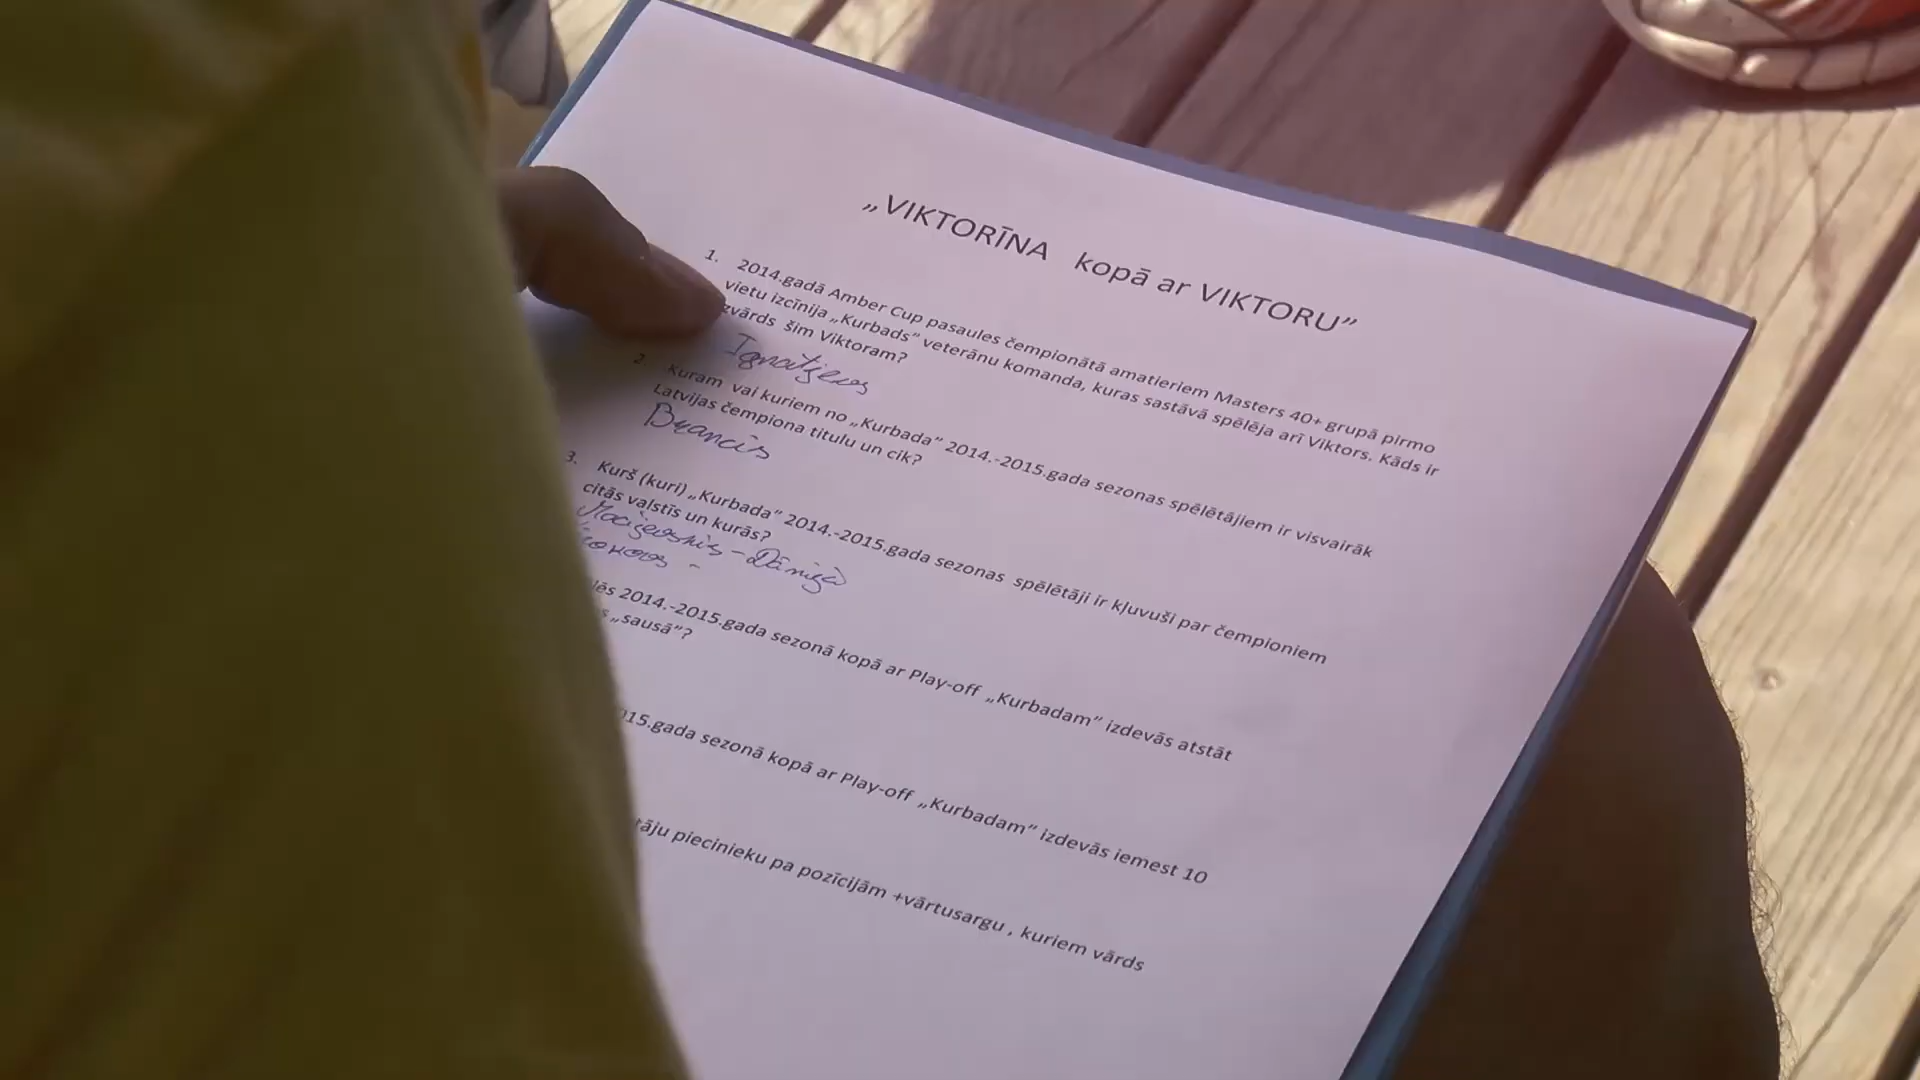 „VIKTORĪNA kopā ar VIKTORU”
1. 2014.gadā Amber Cup pasaules čempionātā amatieriem Masters 40+ grupā pirmo
vietu izcīnija „Kurbads” veterānu komanda, kuras sastāvā spēlēja arī Viktors. Kāds ir
zvārds šim Viktoram?
Ignatjevs
2. Kuram vai kuriem no „Kurbada” 2014.-2015.gada sezonas spēlētājiem ir visvairāk
Latvijas čempiona titulu un cik?
Brancis
3. Kurš (kuri) „Kurbada” 2014.-2015.gada sezonas spēlētāji ir kļuvuši par čempioniem
citās valstīs un kurās?
Macijevskis - Dānijā
lēs 2014.-2015.gada sezonā kopā ar Play-off „Kurbadam” izdevās atstāt
s „sausā”?
015.gada sezonā kopā ar Play-off „Kurbadam” izdevās iemest 10
tāju piecinieku pa pozīcijām +vārtusargu , kuriem vārds